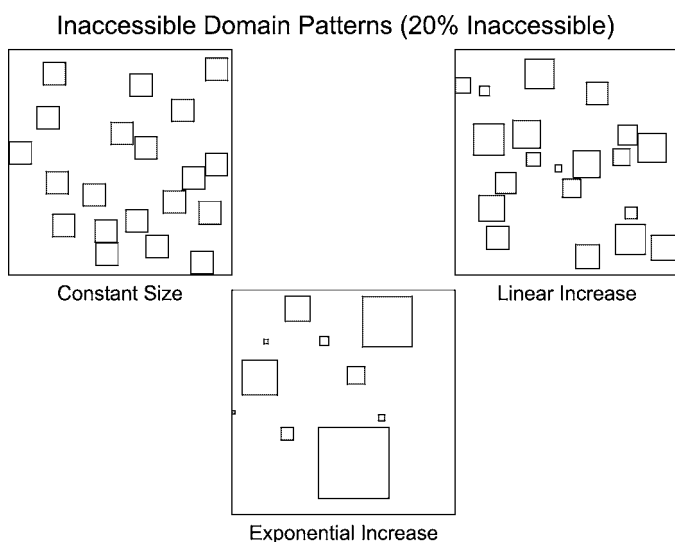 Inaccessible Domain Patterns (20% Inaccessible)
Constant Size
Linear Increase
Exponential Increase